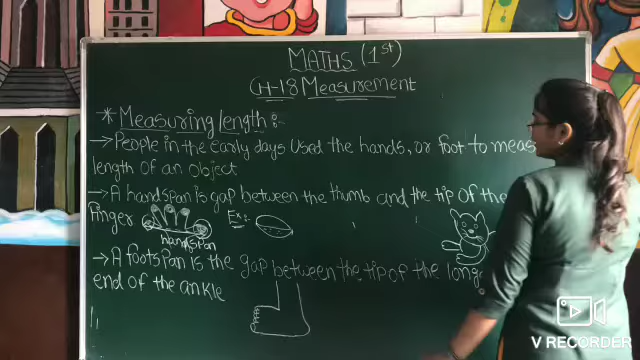 MATHS (1st)
CH-18 Measurement
* Measuring length :-
→ People in the early days used the hands, or foot to meas
length of an object
→ A handspan is gap between the thumb and the tip of the
finger
Ex:-
handspan
→ A footspan is the gap between the tip of the long
end of the ankle
V RECORDER